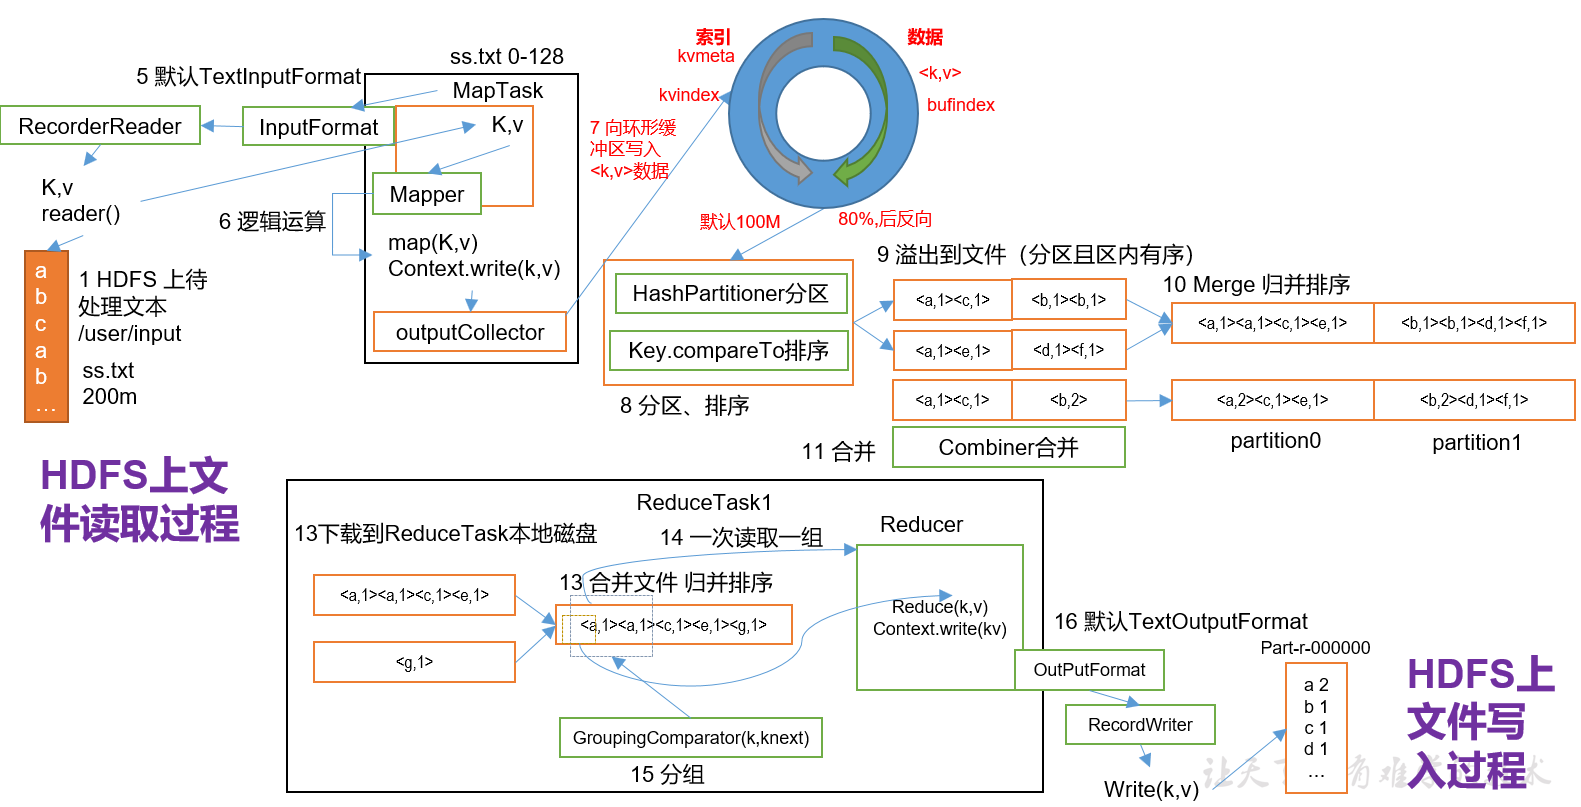 5 默认TextInputFormat
ss.txt 0-128
MapTask
RecorderReader
InputFormat
K,v
Mapper
K,v
reader()
6 逻辑运算
map(K,v)
Context.write(k,v)
outputCollector
a
b
c
a
b
…
1 HDFS 上待
处理文本
/user/input
ss.txt
200m
索引
kvmeta
kvindex
数据
<k,v>
bufindex
7 向环形缓
冲区写入
<k,v>数据
默认100M
80%,后反向
HashPartitioner分区
Key.compareTo排序
8 分区、排序
9 溢出到文件（分区且区内有序）
<a,1><c,1>
<b,1><b,1>
<a,1><e,1>
<d,1><f,1>
<a,1><c,1>
<b,2>
11 合并
Combiner合并
10 Merge 归并排序
<a,1><a,1><c,1><e,1>
<b,1><b,1><d,1><f,1>
<a,2><c,1><e,1>
<b,2><d,1><f,1>
partition0
partition1
HDFS上文
件读取过程
ReduceTask1
13下载到ReduceTask本地磁盘
14 一次读取一组
Reducer
<a,1><a,1><c,1><e,1>
<g,1>
13 合并文件 归并排序
<a,1><a,1><c,1><e,1><g,1>
Reduce(k,v)
Context.write(kv)
GroupingComparator(k,knext)
15 分组
16 默认TextOutputFormat
OutPutFormat
RecordWriter
Write(k,v)
Part-r-000000
a 2
b 1
c 1
d 1
…
HDFS上
文件写
入过程
让天下
有难
术